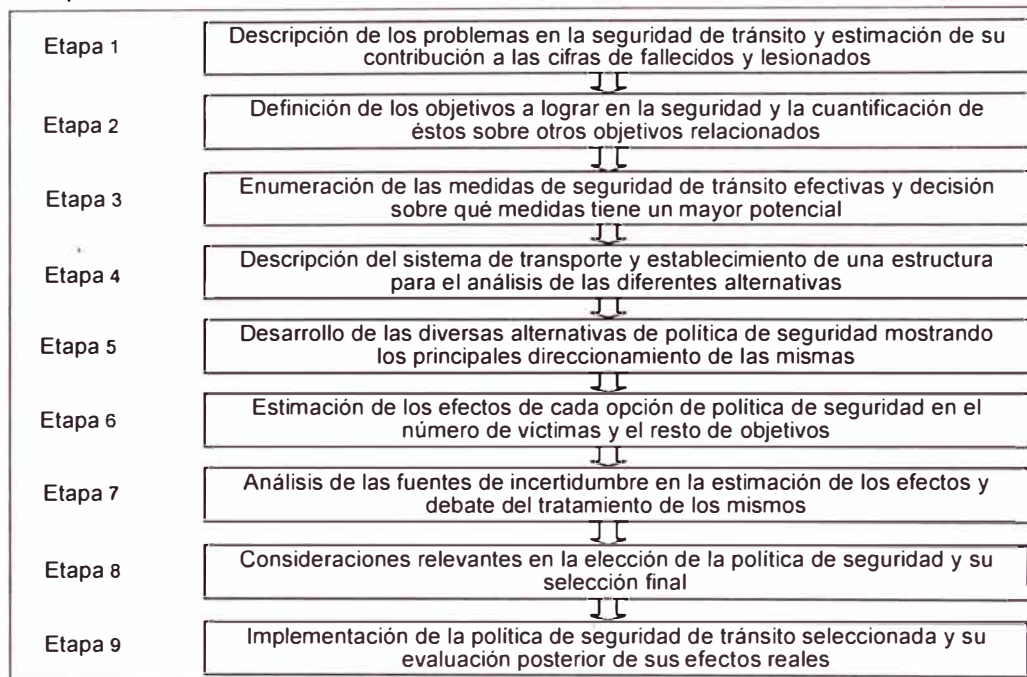 Etapa 1
Descripción de los problemas en la seguridad de tránsito y estimación de su
contribución a las cifras de fallecidos y lesionados
Etapa 2
Definición de los objetivos a lograr en la seguridad y la cuantificación de
éstos sobre otros objetivos relacionados
Etapa 3
Enumeración de las medidas de seguridad de tránsito efectivas y decisión
sobre qué medidas tiene un mayor potencial
Etapa 4
Descripción del sistema de transporte y establecimiento de una estructura
para el análisis de las diferentes alternativas
Etapa 5
Desarrollo de las diversas alternativas de política de seguridad mostrando
los principales direccionamiento de las mismas
Etapa 6
Estimación de los efectos de cada opción de política de seguridad en el
número de víctimas y el resto de objetivos
Etapa 7
Análisis de las fuentes de incertidumbre en la estimación de los efectos y
debate del tratamiento de los mismos
Etapa 8
Consideraciones relevantes en la elección de la política de seguridad y su
selección final
Etapa 9
Implementación de la política de seguridad de tránsito seleccionada y su
evaluación posterior de sus efectos reales